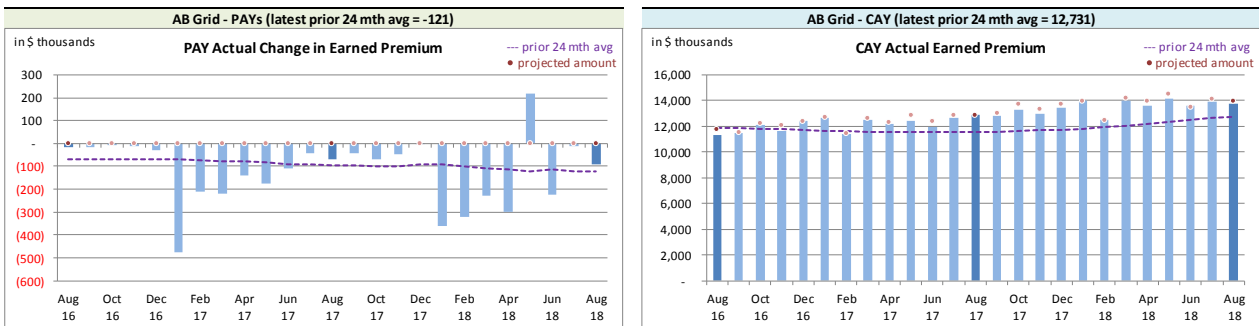 AB Grid - PAYs (latest prior 24 mth avg = -121)
in $ thousands
PAY Actual Change in Earned Premium
--- prior 24 mth avg
projected amount
300
200
100
-
(100)
(200)
(300)
(400)
(500)
(600)
Aug Oct Dec Feb Apr Jun Aug Oct Dec Feb Apr Jun Aug
16 16 16 17 17 17 17 17 17 18 18 18 18
AB Grid - CAY (latest prior 24 mth avg = 12,731)
in $ thousands
CAY Actual Earned Premium
--- prior 24 mth avg
projected amount
16,000
14,000
12,000
10,000
8,000
6,000
4,000
2,000
-
Aug Oct Dec Feb Apr Jun Aug Oct Dec Feb Apr Jun Aug
16 16 16 17 17 17 17 17 17 18 18 18 18